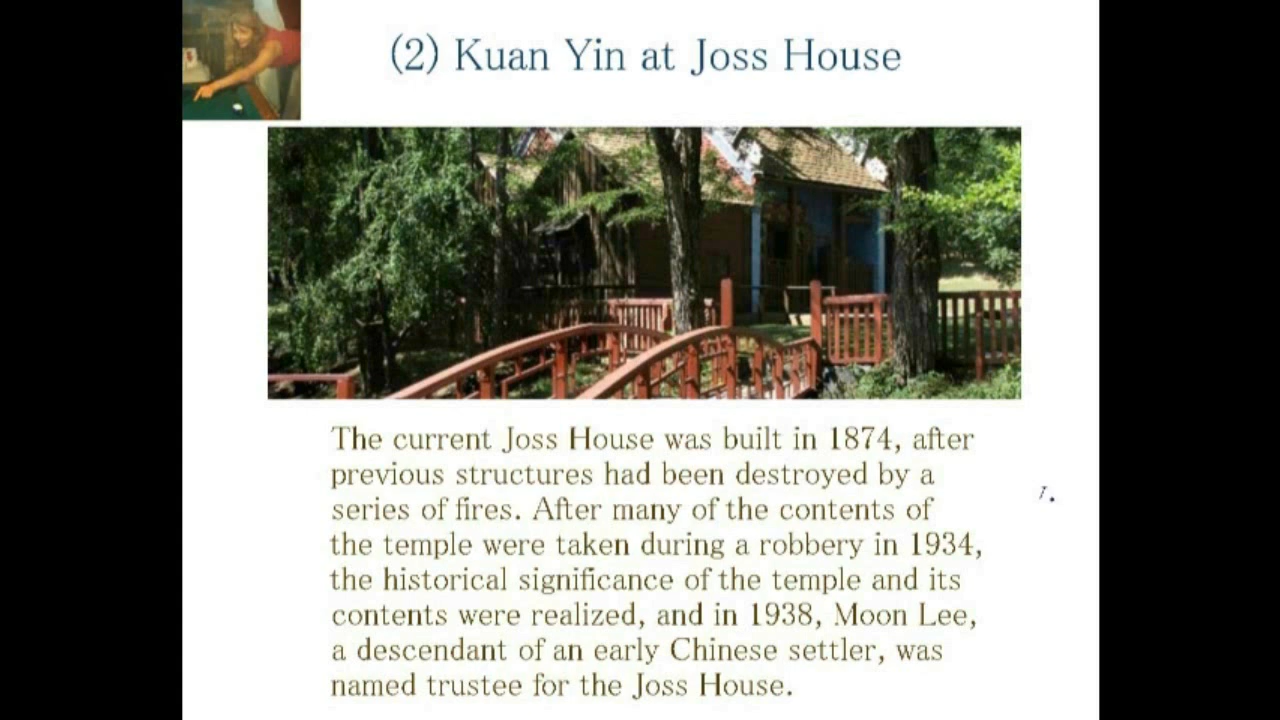 (2) Kuan Yin at Joss House
The current Joss House was built in 1874, after
previous structures had been destroyed by a
series of fires. After many of the contents of
the temple were taken during a robbery in 1934,
the historical significance of the temple and its
contents were realized, and in 1938, Moon Lee,
a descendant of an early Chinese settler, was
named trustee for the Joss House.